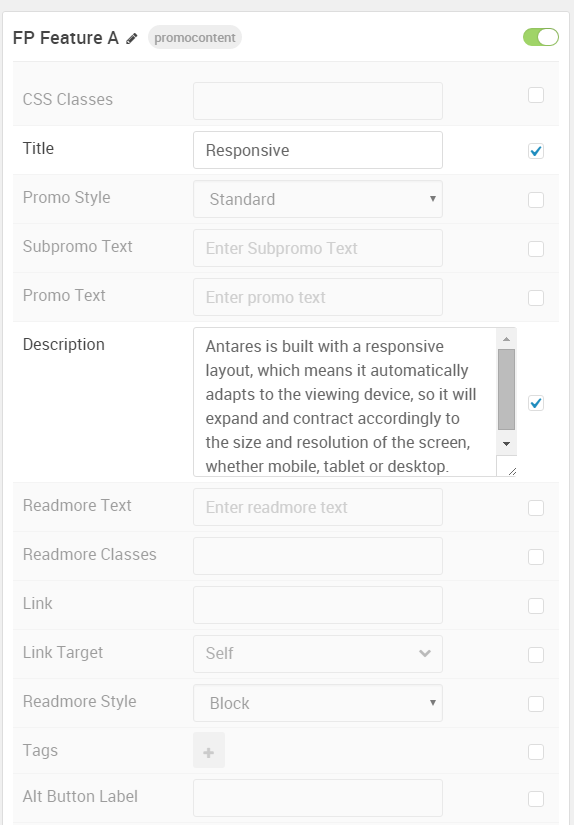 FP Feature A promocontent
CSS Classes
Title Responsive
Promo Style Standard
Subpromo Text Enter Subpromo Text
Promo Text Enter promo text
Description Antares is built with a responsive
layout, which means it automatically
adapts to the viewing device, so it will
expand and contract accordingly to
the size and resolution of the screen,
whether mobile, tablet or desktop.
Readmore Text Enter readmore text
Readmore Classes
Link
Link Target Self
Readmore Style Block
Tags +
Alt Button Label